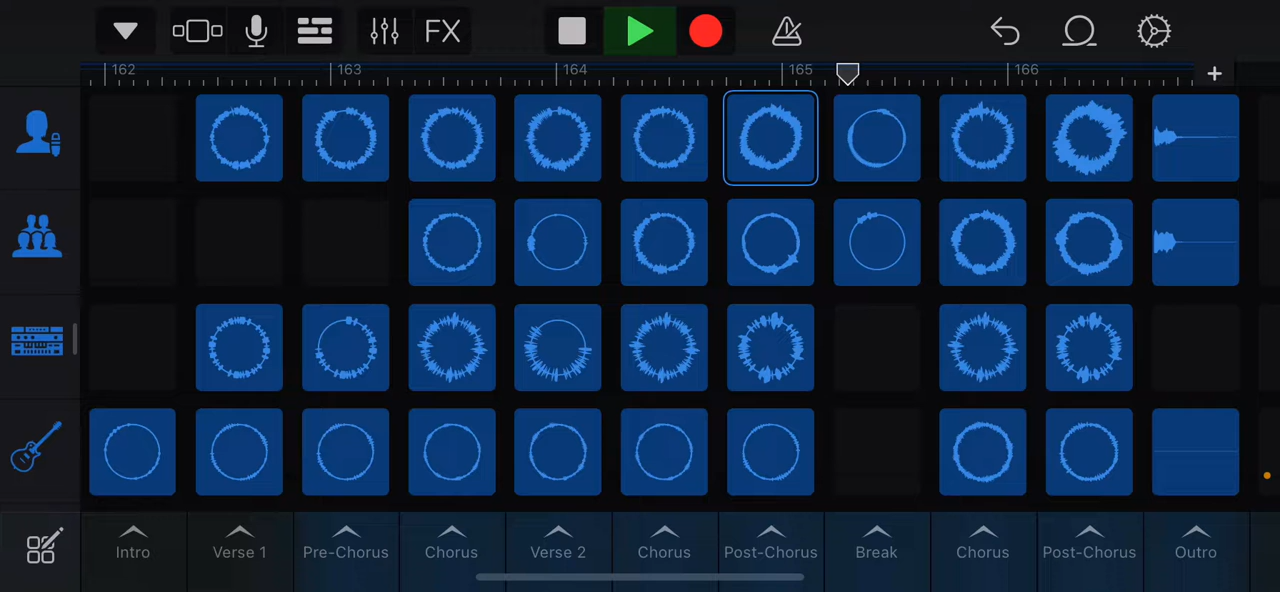 FX
162 163 164 165 166
Intro Verse 1 Pre-Chorus Chorus Verse 2 Chorus Post-Chorus Break Chorus Post-Chorus Outro